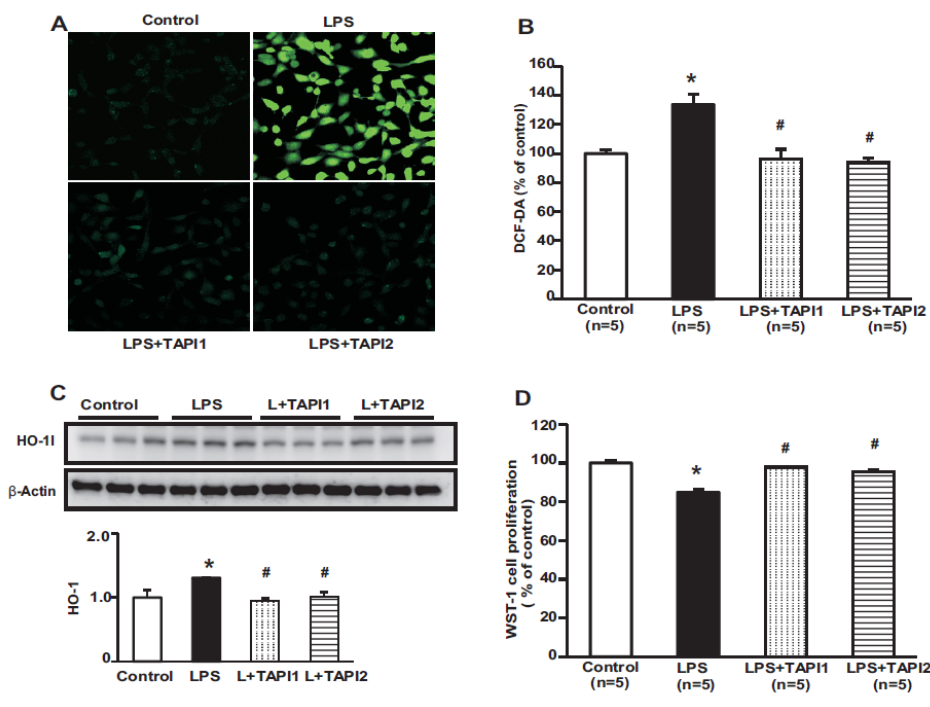 A
Control
LPS
LPS+TAPI1
LPS+TAPI2
B
DCF-DA (% of control)
160
140
120
100
80
60
40
20
0
*
#
#
Control
(n=5)
LPS
(n=5)
LPS+TAPI1
(n=5)
LPS+TAPI2
(n=5)
C
Control
LPS
L+TAPI1
L+TAPI2
HO-1I
β-Actin
HO-1
2.0
1.0
0
*
#
#
Control
LPS
L+TAPI1
L+TAPI2
D
WST-1 cell proliferation
( % of control)
120
100
80
60
40
20
0
*
#
#
Control
(n=5)
LPS
(n=5)
LPS+TAPI1
(n=5)
LPS+TAPI2
(n=5)